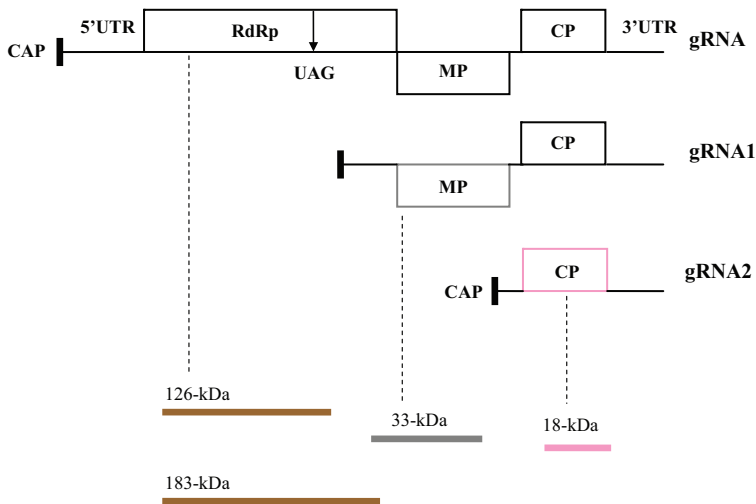 5’UTR RdRp CP 3’UTR gRNA
CAP
UAG MP
CP gRNA1
MP
CP gRNA2
CAP
126-kDa
33-kDa 18-kDa
183-kDa